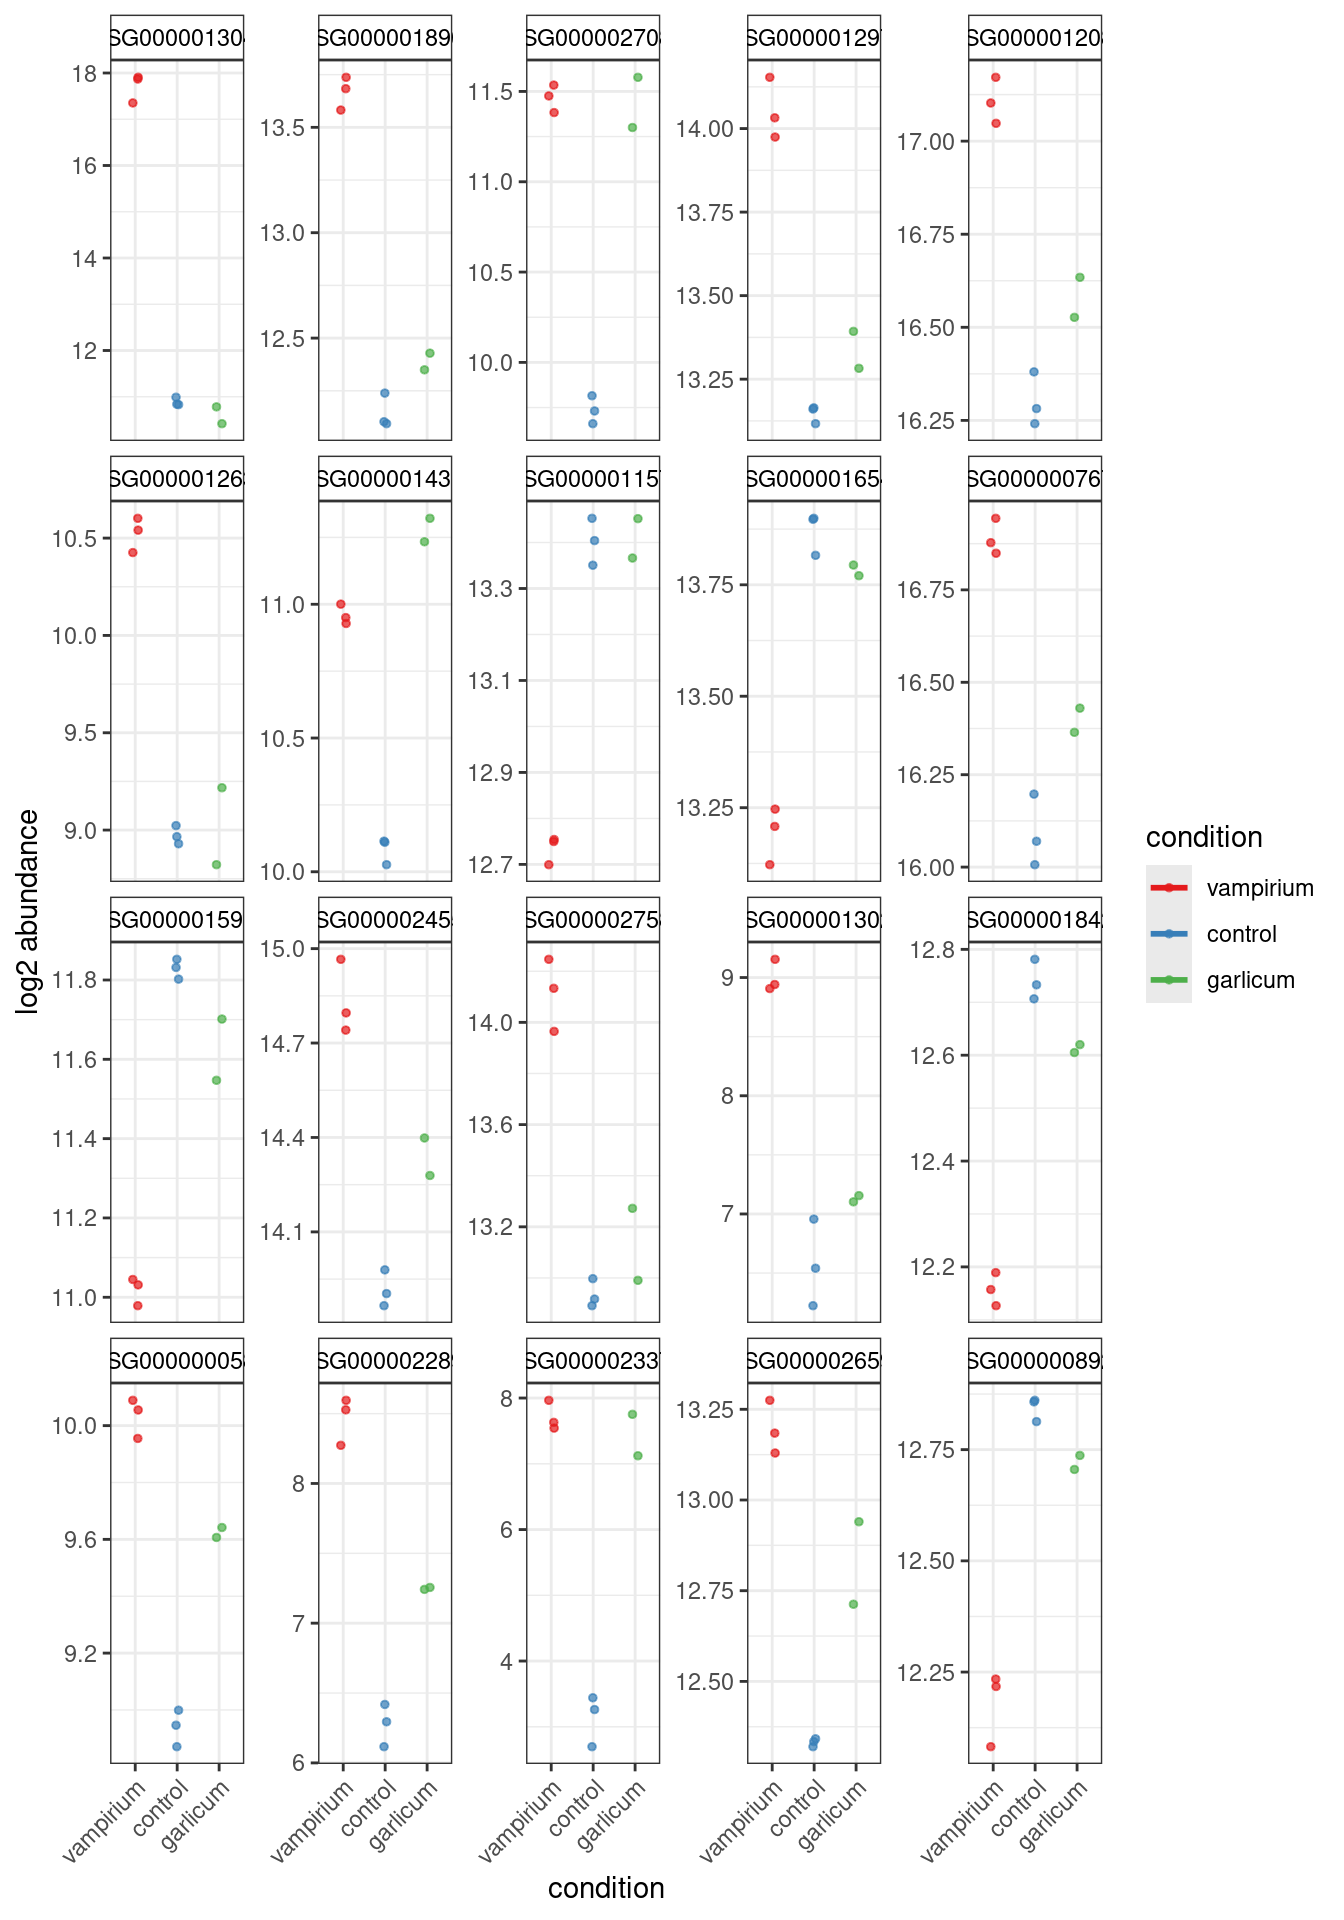 SG00000130
SG00000189
SG00000270
SG00000129
SG00000120
18
16
14
12
13.5
13.0
12.5
11.5
11.0
10.5
10.0
14.00
13.75
13.50
13.25
17.00
16.75
16.50
16.25
SG00000126
SG00000143
SG00000115
SG00000165
SG00000076
10.5
10.0
9.5
9.0
11.0
10.5
10.0
13.3
13.1
12.9
12.7
13.75
13.50
13.25
16.75
16.50
16.25
16.00
SG00000159
SG00000245
SG00000275
SG00000130
SG00000184
11.8
11.6
11.4
11.2
11.0
15.0
14.7
14.4
14.1
14.0
13.6
13.2
9
8
7
12.8
12.6
12.4
12.2
SG00000005
SG00000228
SG00000233
SG00000265
SG00000089
10.0
9.6
9.2
8
7
6
8
6
4
13.25
13.00
12.75
12.50
12.75
12.50
12.25
vampirium
control
garlicum
vampirium
control
garlicum
vampirium
control
garlicum
vampirium
control
garlicum
vampirium
control
garlicum
condition
log2 abundance
condition
vampirium
control
garlicum